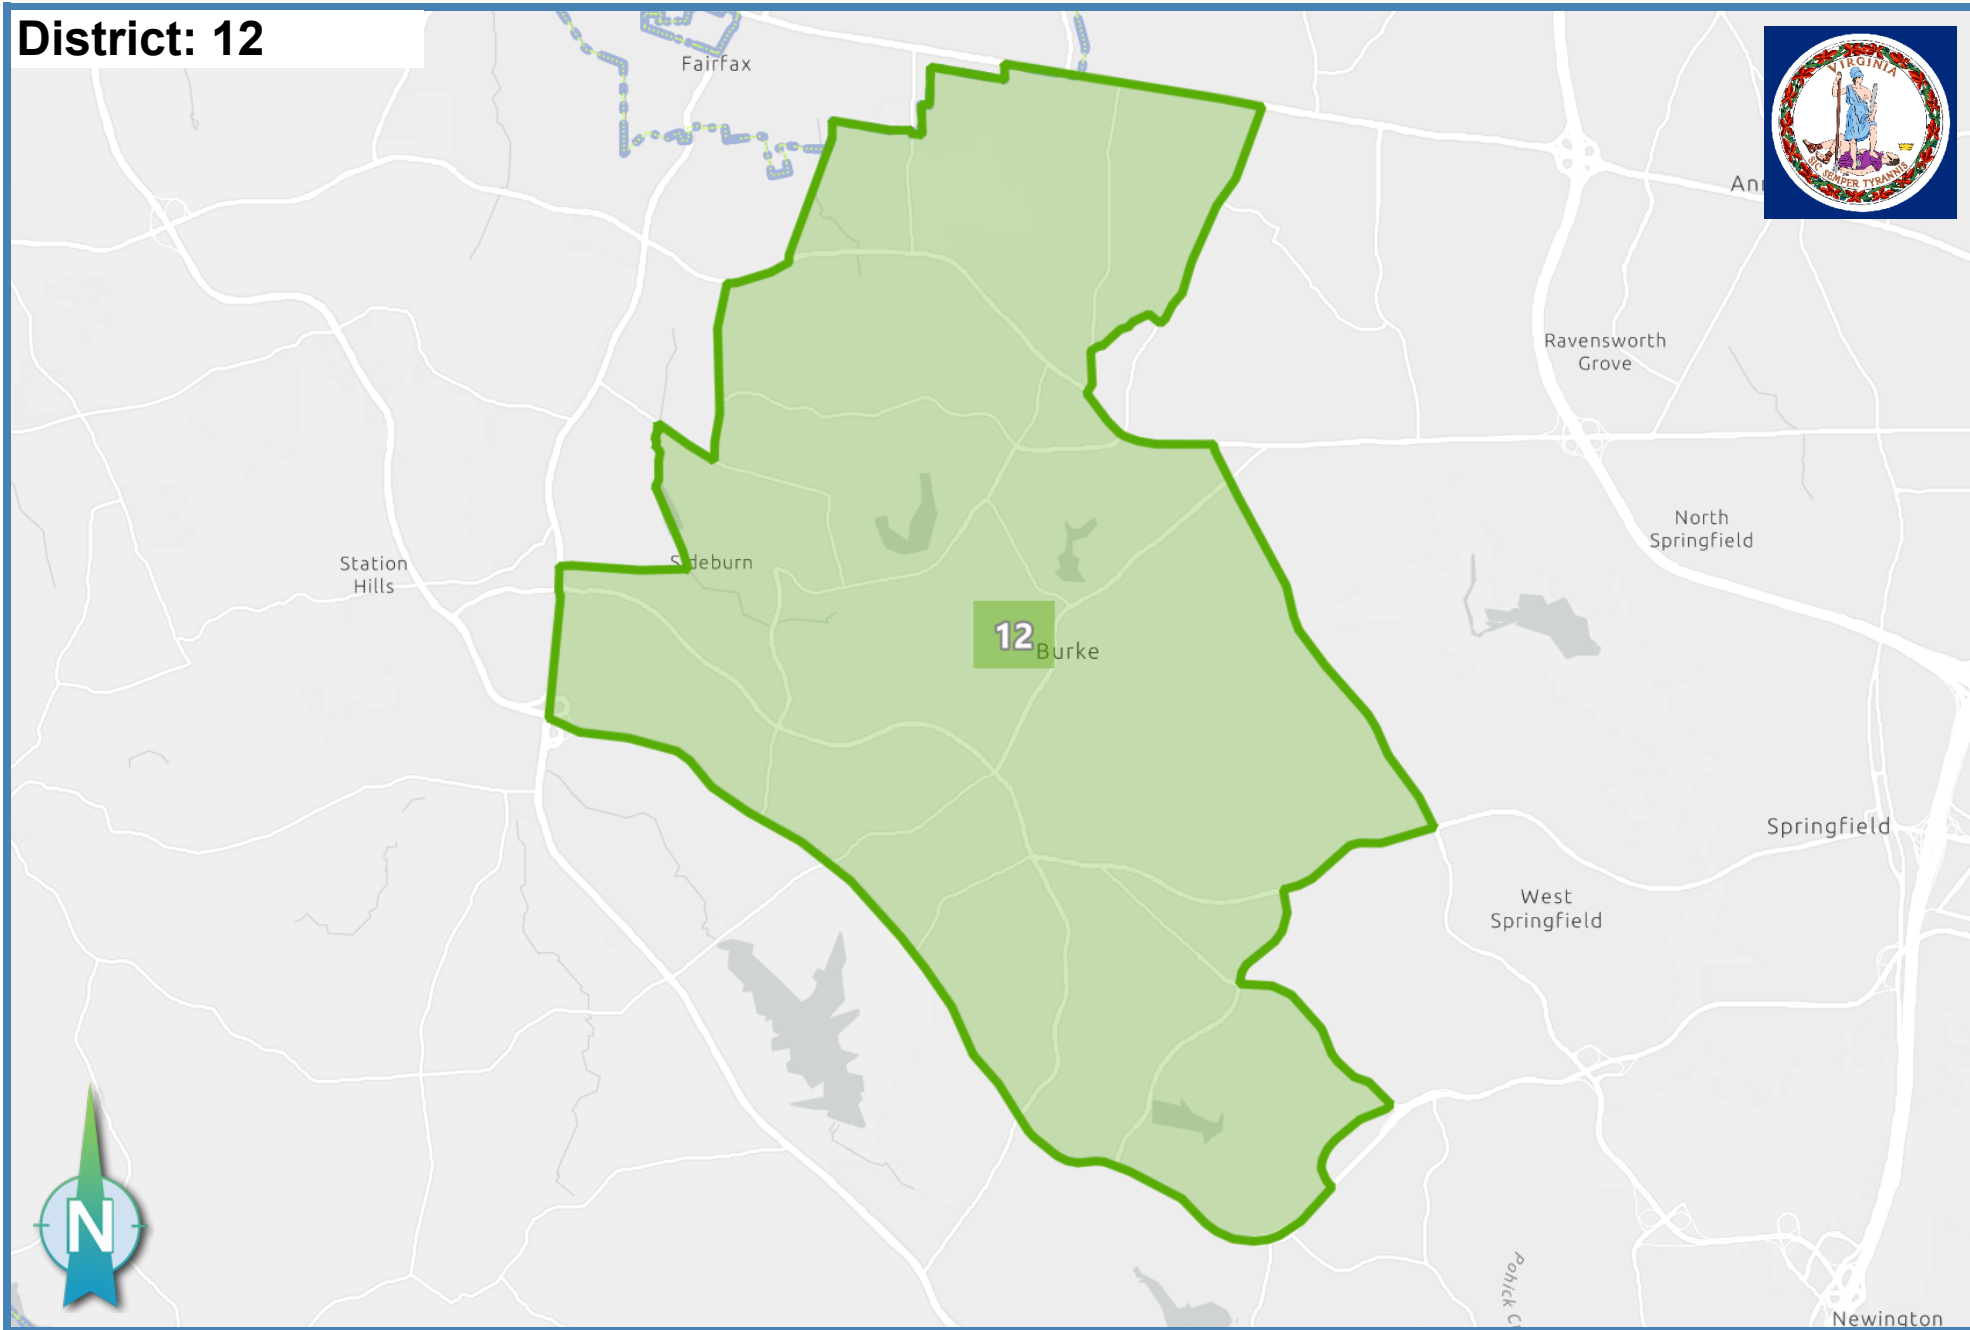 District: 12
Fairfax
VIRGINIA
SIC SEMPER TYRANNIS
Ravensworth
Grove
North
Springfield
Station
Hills
Sideburn
12
Burke
Springfield
West
Springfield
N
Newington